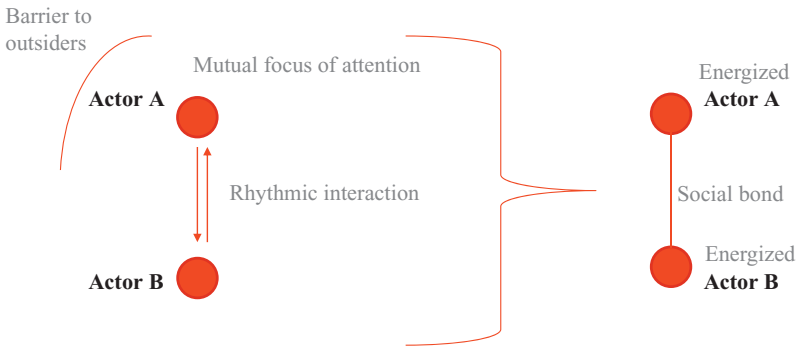 Barrier to
outsiders
Mutual focus of attention
Actor A
Rhythmic interaction
Actor B
Energized
Actor A
Social bond
Energized
Actor B